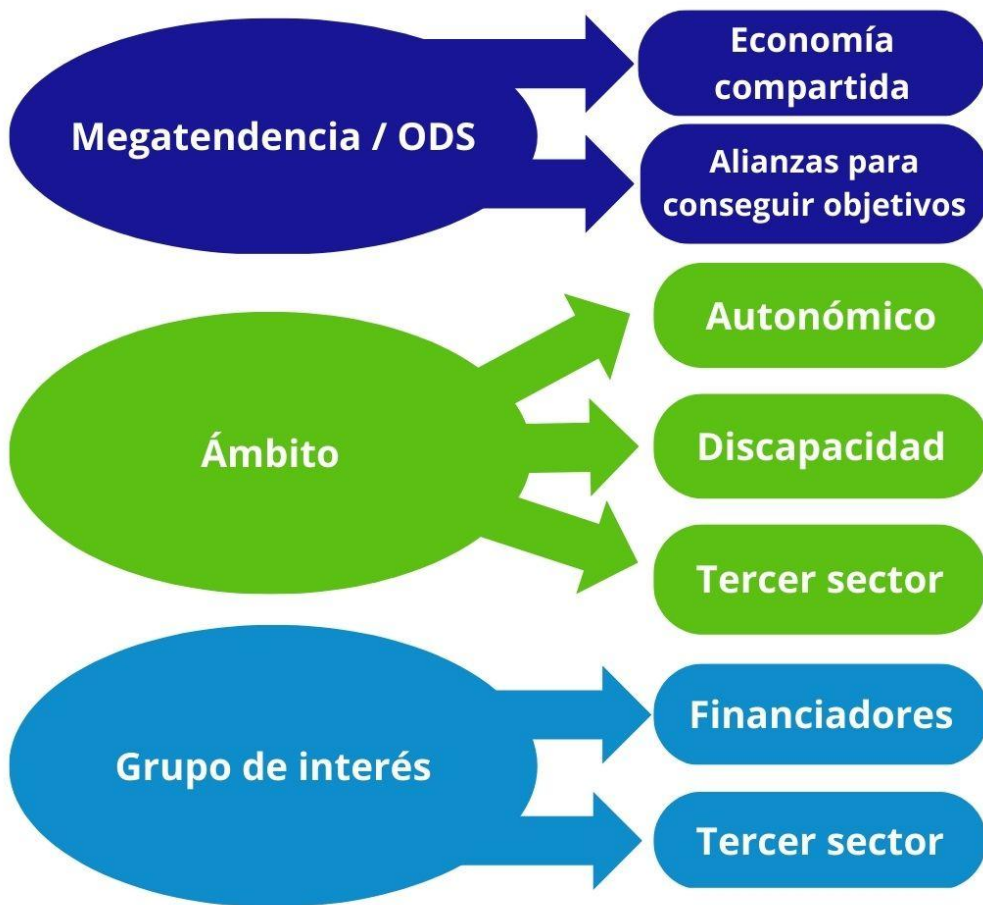 Megatendencia / ODS
Economía
compartida
Alianzas para
conseguir objetivos
Ámbito
Autonómico
Discapacidad
Tercer sector
Grupo de interés
Financiadores
Tercer sector